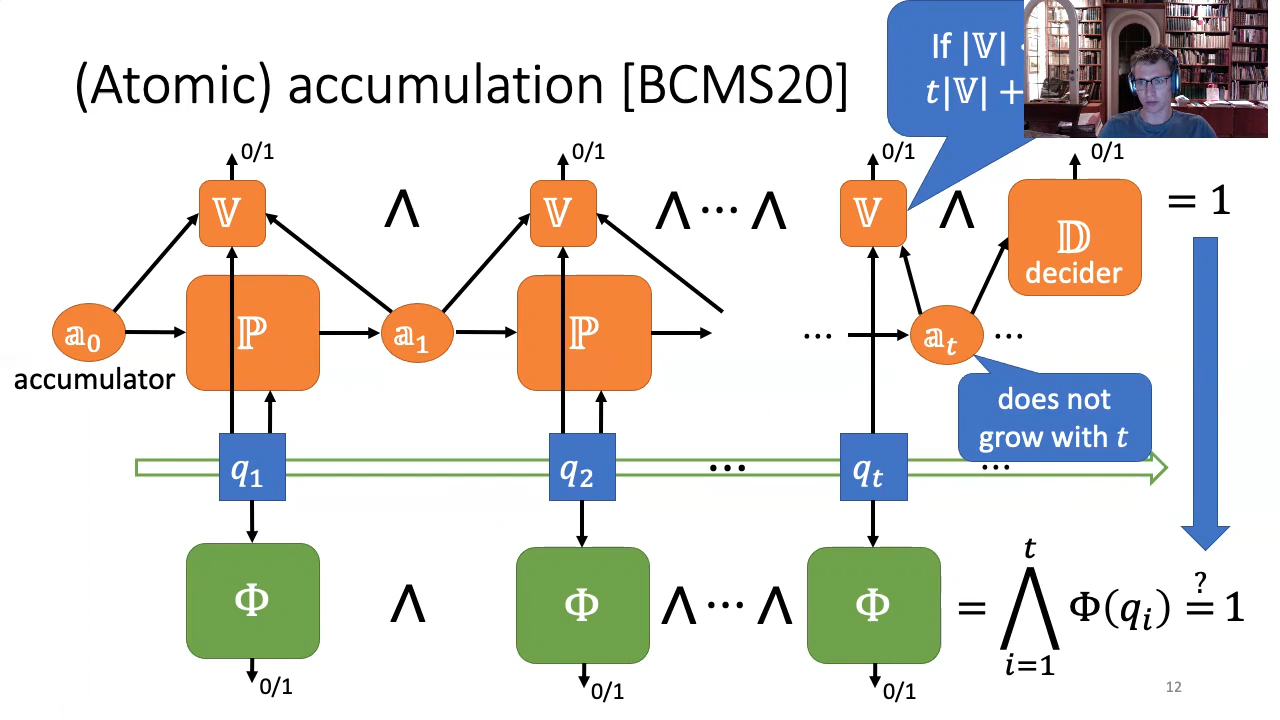 (Atomic) accumulation [BCMS20]
If |𝕍|
t|𝕍| +
0/1 0/1 0/1 0/1
𝕍 ⋀ 𝕍 ⋀ ⋯ ⋀ 𝕍 ⋀ 𝔻 = 1
decider
𝕒₀ ℙ 𝕒₁ ℙ ⋯ 𝕒ₜ ⋯
accumulator
does not
grow with t
q₁ q₂ ⋯ qₜ ⋯
Φ ⋀ Φ ⋀ ⋯ ⋀ Φ = ⋀ᵗᵢ₌₁ Φ(qᵢ) ≟ 1
0/1 0/1 0/1
12